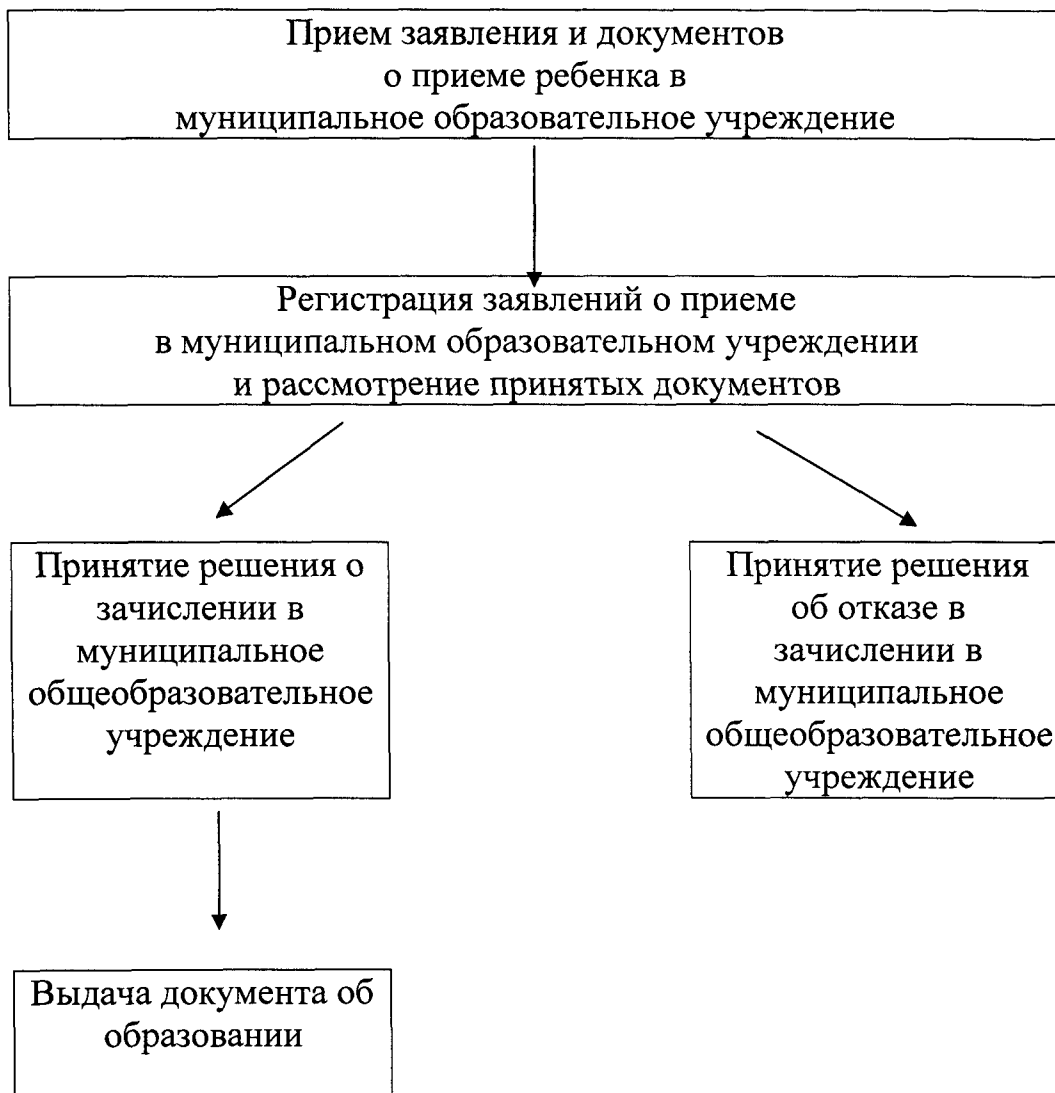 Прием заявления и документов
о приеме ребенка в
муниципальное образовательное учреждение
Регистрация заявлений о приеме
в муниципальном образовательном учреждении
и рассмотрение принятых документов
Принятие решения о
зачислении в
муниципальное
общеобразовательное
учреждение
Принятие решения
об отказе в
зачислении в
муниципальное
общеобразовательное
учреждение
Выдача документа об
образовании